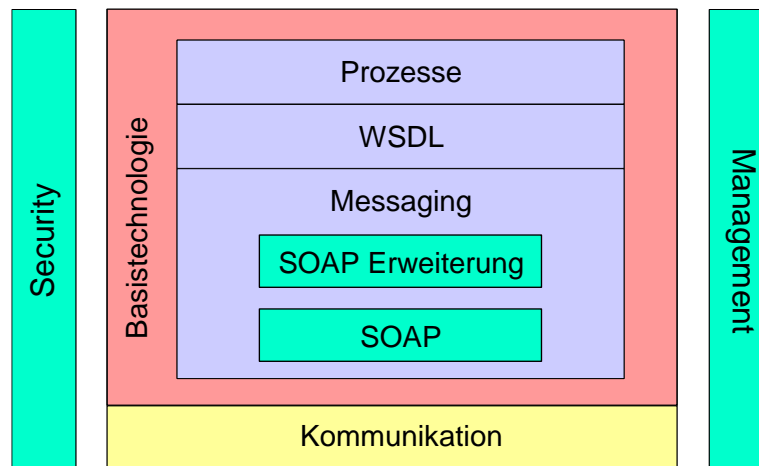 Security
Basistechnologie
Prozesse
WSDL
Messaging
SOAP Erweiterung
SOAP
Kommunikation
Management